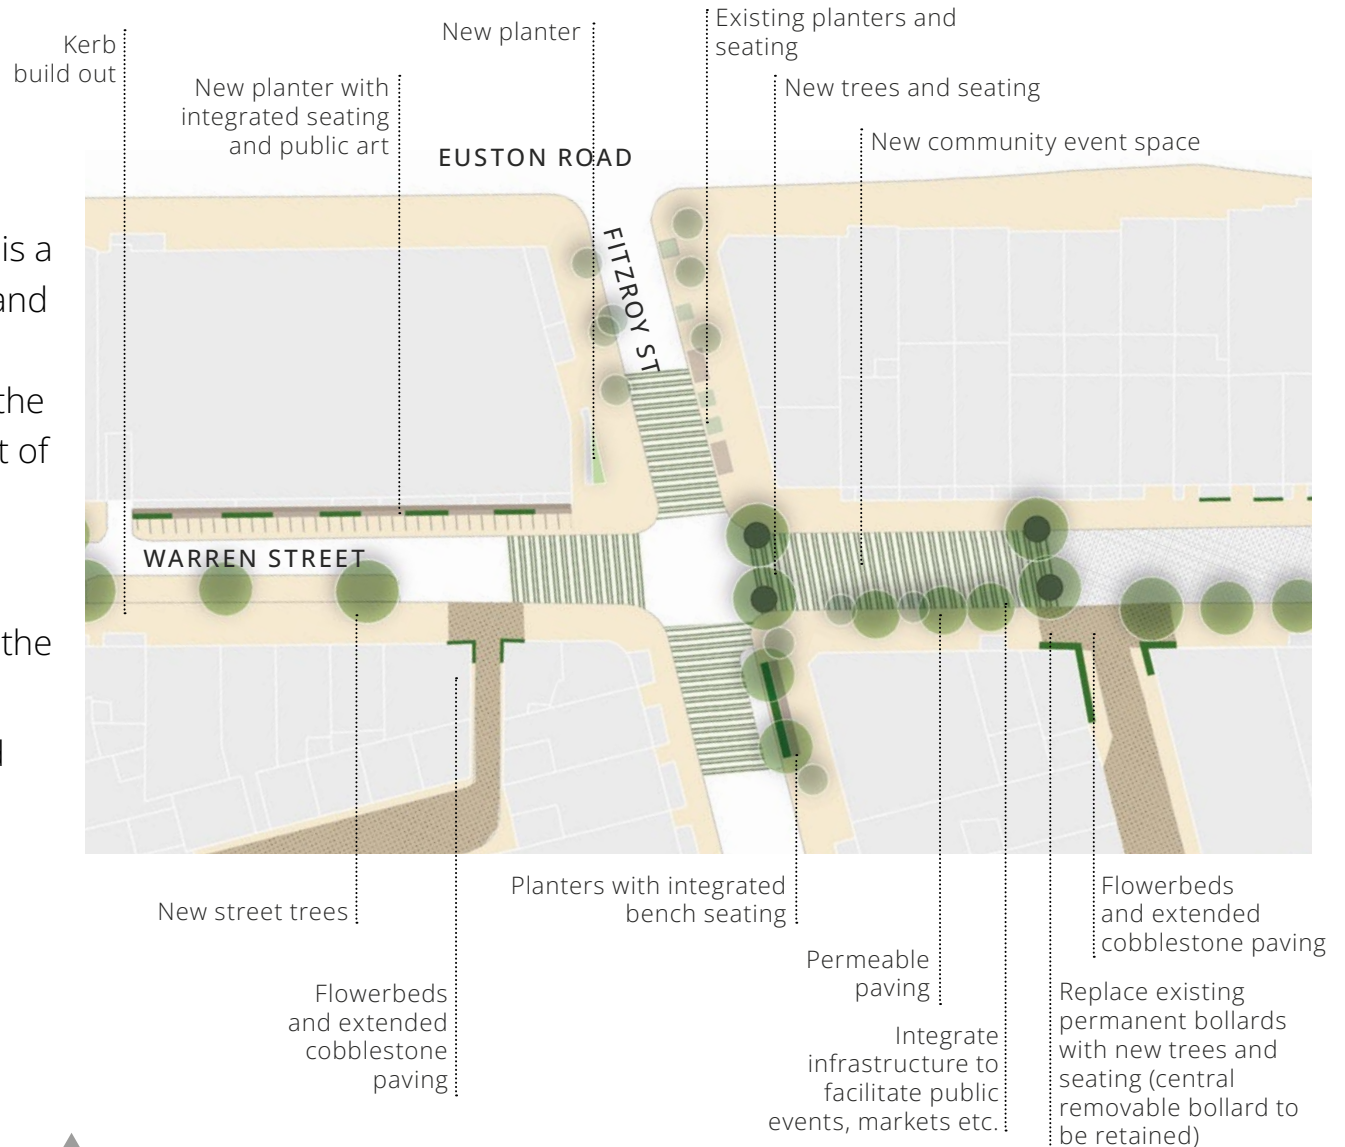 Kerb
build out
New planter with
integrated seating
and public art
New planter
Existing planters and
seating
New trees and seating
New community event space
EUSTON ROAD
FITZROY ST
WARREN STREET
is a
and
the
t of
the
New street trees
Flowerbeds
and extended
cobblestone
paving
Planters with integrated
bench seating
Permeable
paving
Integrate
infrastructure to
facilitate public
events, markets etc.
Flowerbeds
and extended
cobblestone paving
Replace existing
permanent bollards
with new trees and
seating (central
removable bollard to
be retained)